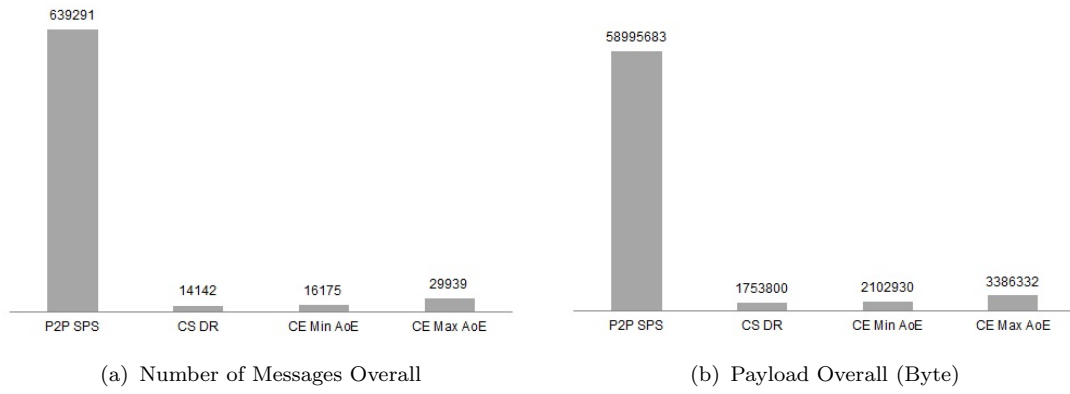 639291
14142
16175
29939
P2P SPS
CS DR
CE Min AoE
CE Max AoE
(a) Number of Messages Overall
58995683
1753800
2102930
3386332
P2P SPS
CS DR
CE Min AoE
CE Max AoE
(b) Payload Overall (Byte)